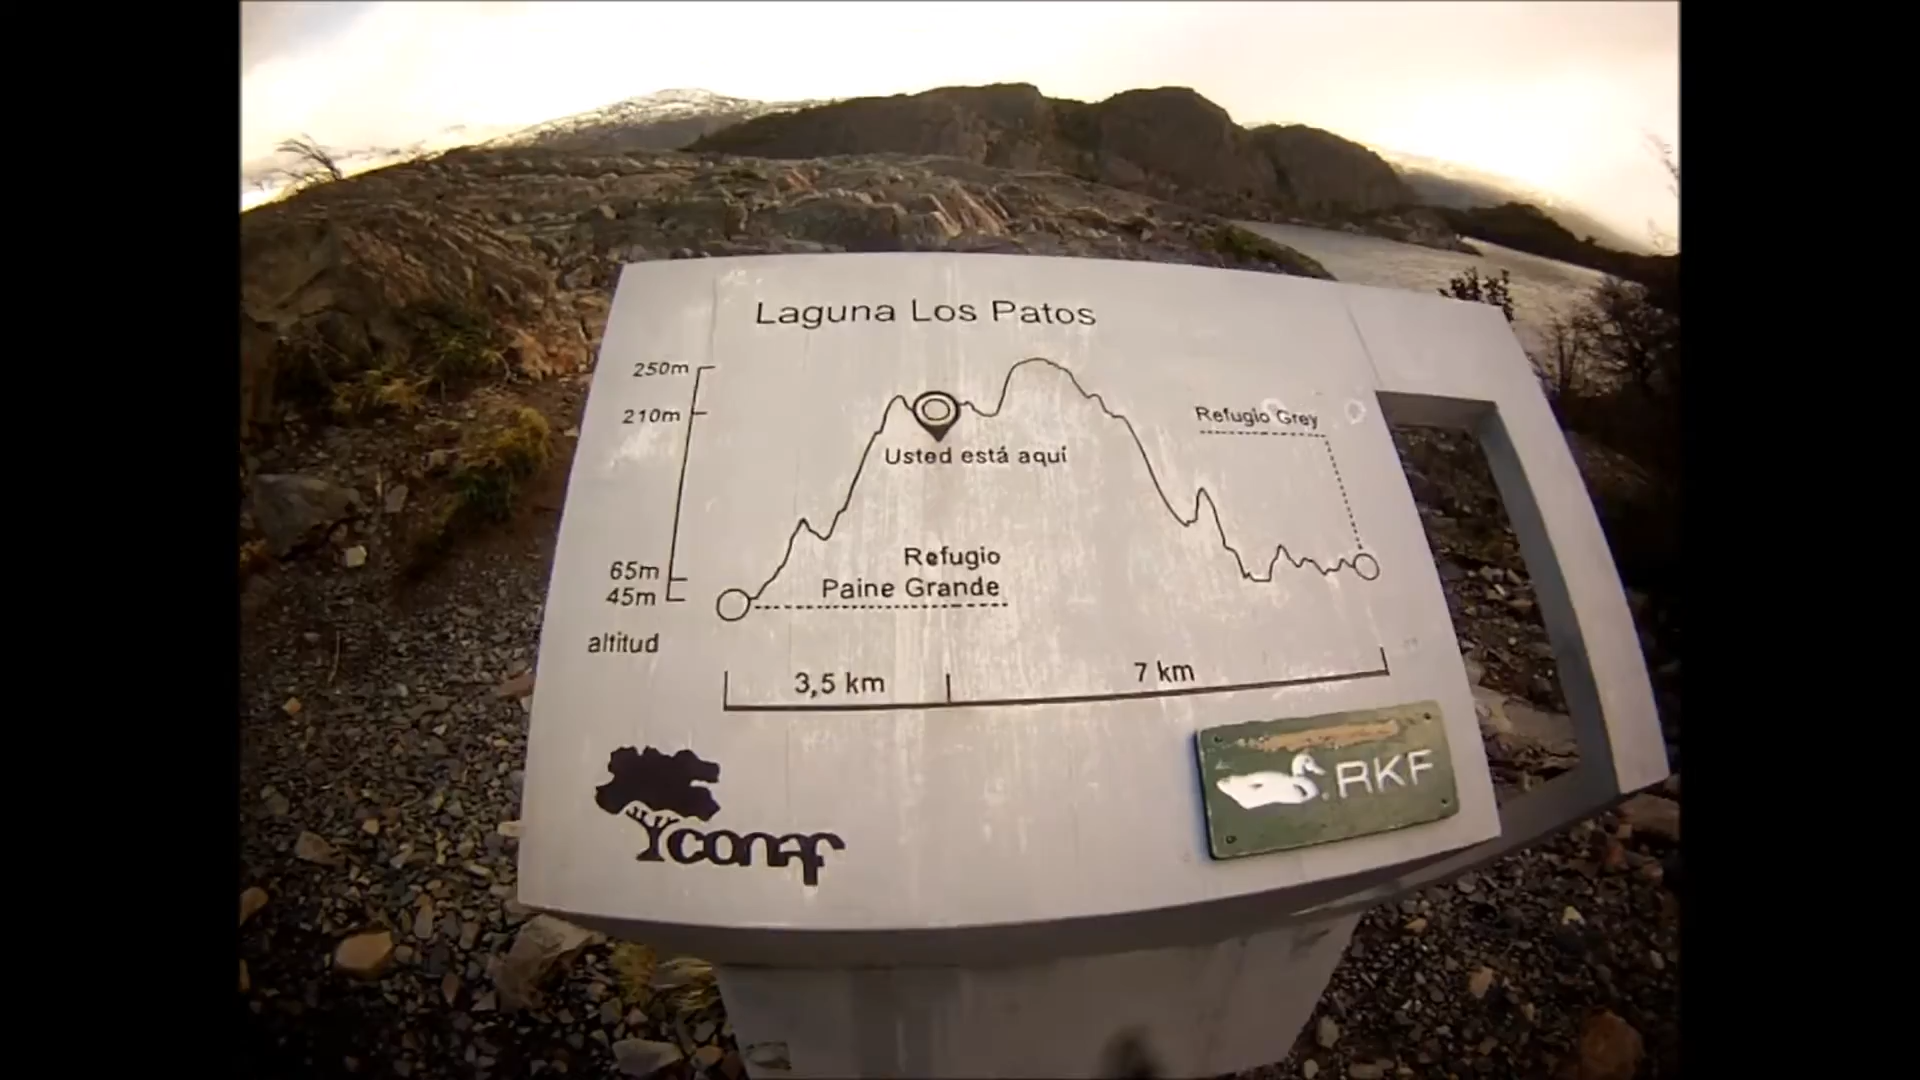 Laguna Los Patos
250m
210m
Refugio Grey
Usted está aquí
Refugio
Paine Grande
65m
45m
altitud
3,5 km
7 km
conaf
RKF